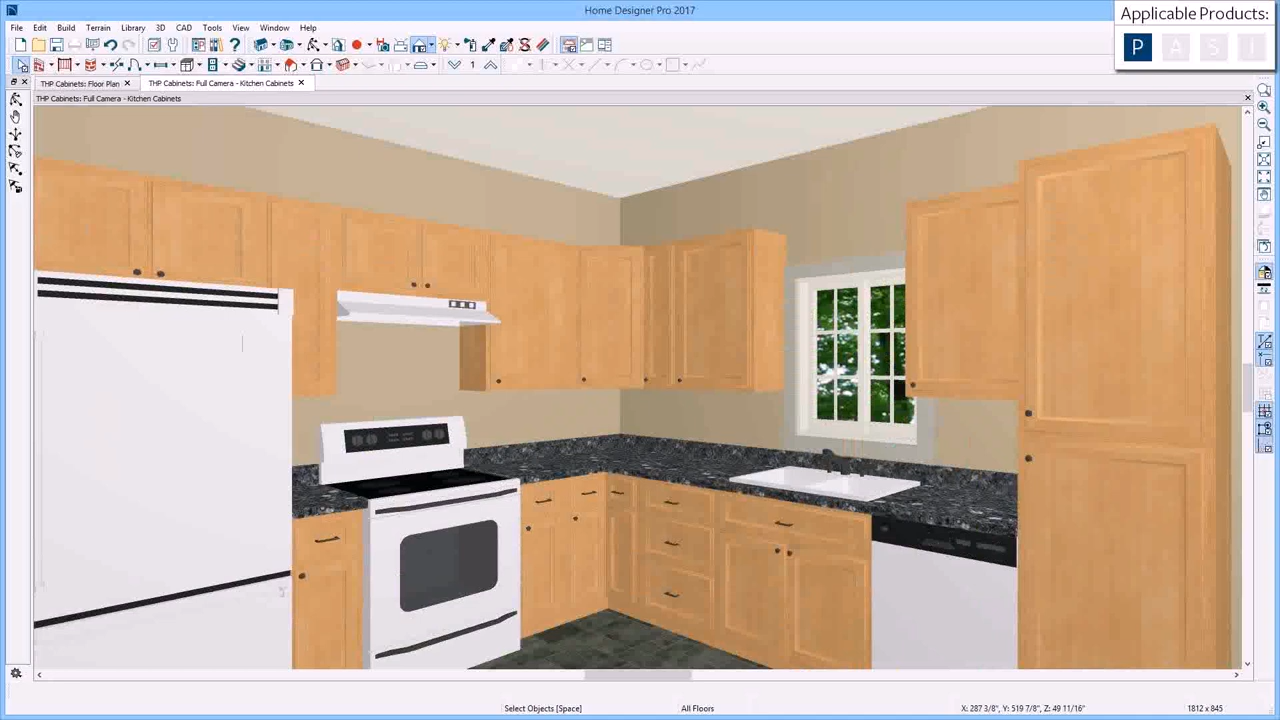 Home Designer Pro 2017
Applicable Products:
P A S I
File Edit Build Terrain Library 3D CAD Tools View Window Help
1
THP Cabinets: Floor Plan
THP Cabinets: Full Camera - Kitchen Cabinets
THP Cabinets: Full Camera - Kitchen Cabinets
Select Objects [Space]
All Floors
X: 287 3/8", Y: 519 7/8", Z: 49 11/16"
1812 x 845